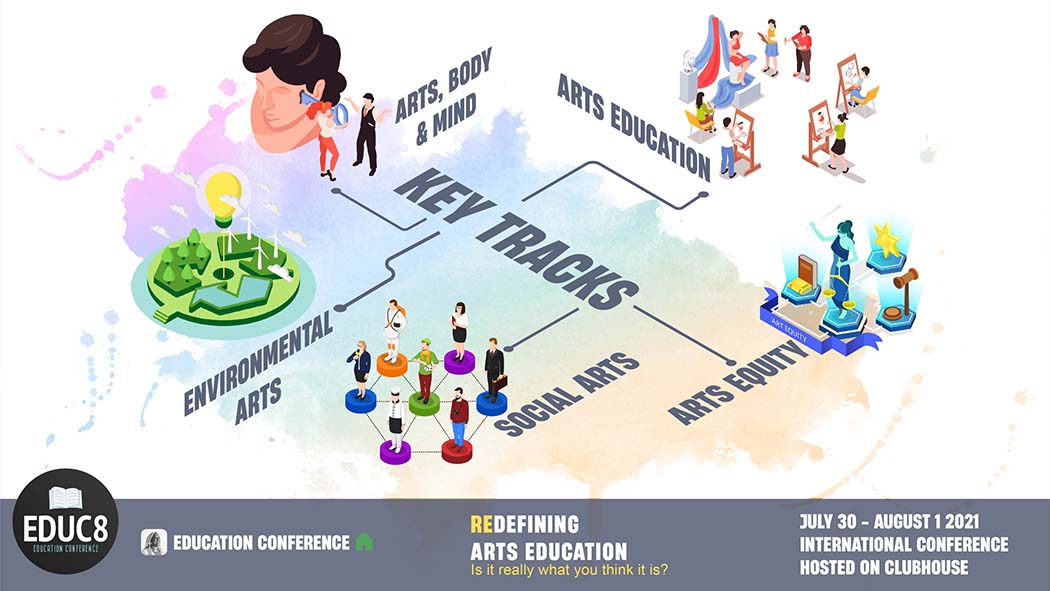 ARTS, BODY
& MIND
ARTS EDUCATION
KEY TRACKS
ENVIRONMENTAL
ARTS
SOCIAL ARTS
ARTS EQUITY
ART EQUITY
EDUC8
EDUCATION CONFERENCE
EDUCATION CONFERENCE
REDEFINING
ARTS EDUCATION
Is it really what you think it is?
JULY 30 - AUGUST 1 2021
INTERNATIONAL CONFERENCE
HOSTED ON CLUBHOUSE